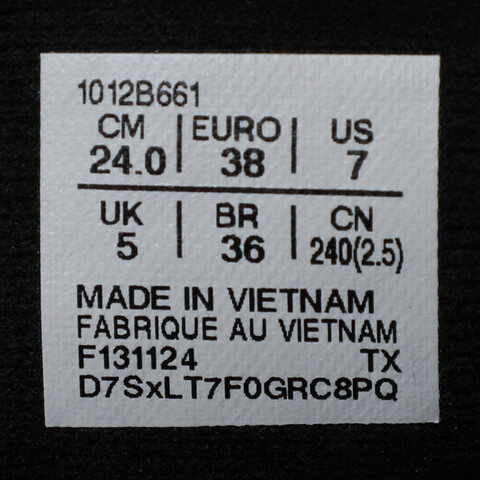 1012B661
CM | EURO | US
24.0 | 38 | 7
UK | BR | CN
5 | 36 | 240(2.5)
MADE IN VIETNAM
FABRIQUE AU VIETNAM
F131124 TX
D7SxLT7F0GRC8PQ